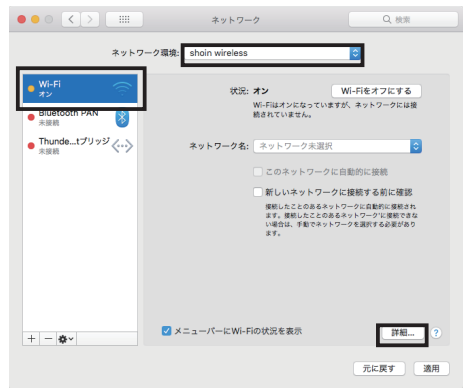 ネットワーク
検索
ネットワーク環境: shoin wireless
Wi-Fi
オン
Bluetooth PAN
未接続
Thunde...tブリッジ
未接続
状況: オン
Wi-Fiをオフにする
Wi-Fiはオンになっていますが、ネットワークには接
続されていません。
ネットワーク名: ネットワーク未選択
このネットワークに自動的に接続
新しいネットワークに接続する前に確認
接続したことのあるネットワークに自動的に接続され
ます。接続したことのあるネットワークに接続できな
い場合は、手動でネットワークを選択する必要があり
ます。
メニューバーにWi-Fiの状況を表示
詳細...
?
元に戻す
適用